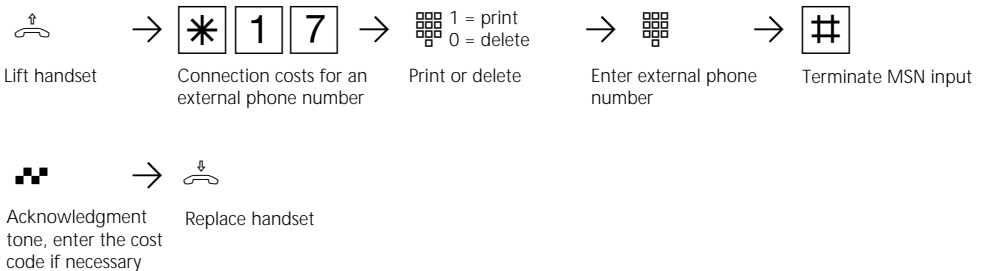 * 1 7
1 = print
0 = delete
#
Lift handset
Connection costs for an
external phone number
Print or delete
Enter external phone
number
Terminate MSN input
Acknowledgment
tone, enter the cost
code if necessary
Replace handset